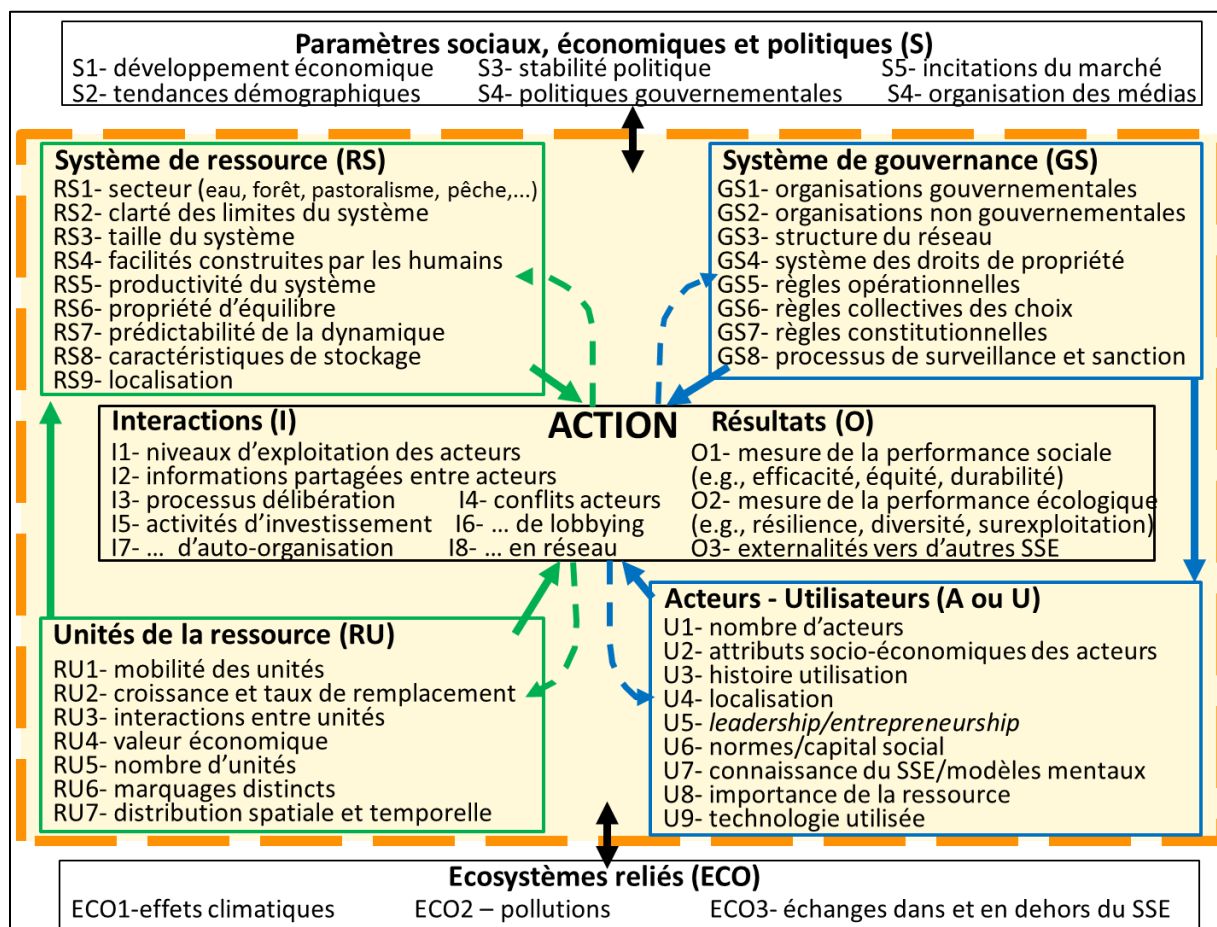 Paramètres sociaux, économiques et politiques (S)
S1- développement économique S3- stabilité politique S5- incitations du marché
S2- tendances démographiques S4- politiques gouvernementales S4- organisation des médias
Système de ressource (RS)
RS1- secteur (eau, forêt, pastoralisme, pêche,...)
RS2- clarté des limites du système
RS3- taille du système
RS4- facilités construites par les humains
RS5- productivité du système
RS6- propriété d'équilibre
RS7- prédictabilité de la dynamique
RS8- caractéristiques de stockage
RS9- localisation
Système de gouvernance (GS)
GS1- organisations gouvernementales
GS2- organisations non gouvernementales
GS3- structure du réseau
GS4- système des droits de propriété
GS5- règles opérationnelles
GS6- règles collectives des choix
GS7- règles constitutionnelles
GS8- processus de surveillance et sanction
ACTION
Interactions (I)
I1- niveaux d'exploitation des acteurs
I2- informations partagées entre acteurs
I3- processus délibération I4- conflits acteurs
I5- activités d'investissement I6- ... de lobbying
I7- ... d'auto-organisation I8- ... en réseau
Résultats (O)
O1- mesure de la performance sociale
(e.g., efficacité, équité, durabilité)
O2- mesure de la performance écologique
(e.g., résilience, diversité, surexploitation)
O3- externalités vers d'autres SSE
Unités de la ressource (RU)
RU1- mobilité des unités
RU2- croissance et taux de remplacement
RU3- interactions entre unités
RU4- valeur économique
RU5- nombre d'unités
RU6- marquages distincts
RU7- distribution spatiale et temporelle
Acteurs - Utilisateurs (A ou U)
U1- nombre d'acteurs
U2- attributs socio-économiques des acteurs
U3- histoire utilisation
U4- localisation
U5- leadership/entrepreneurship
U6- normes/capital social
U7- connaissance du SSE/modèles mentaux
U8- importance de la ressource
U9- technologie utilisée
Ecosystèmes reliés (ECO)
ECO1-effets climatiques ECO2 – pollutions ECO3- échanges dans et en dehors du SSE